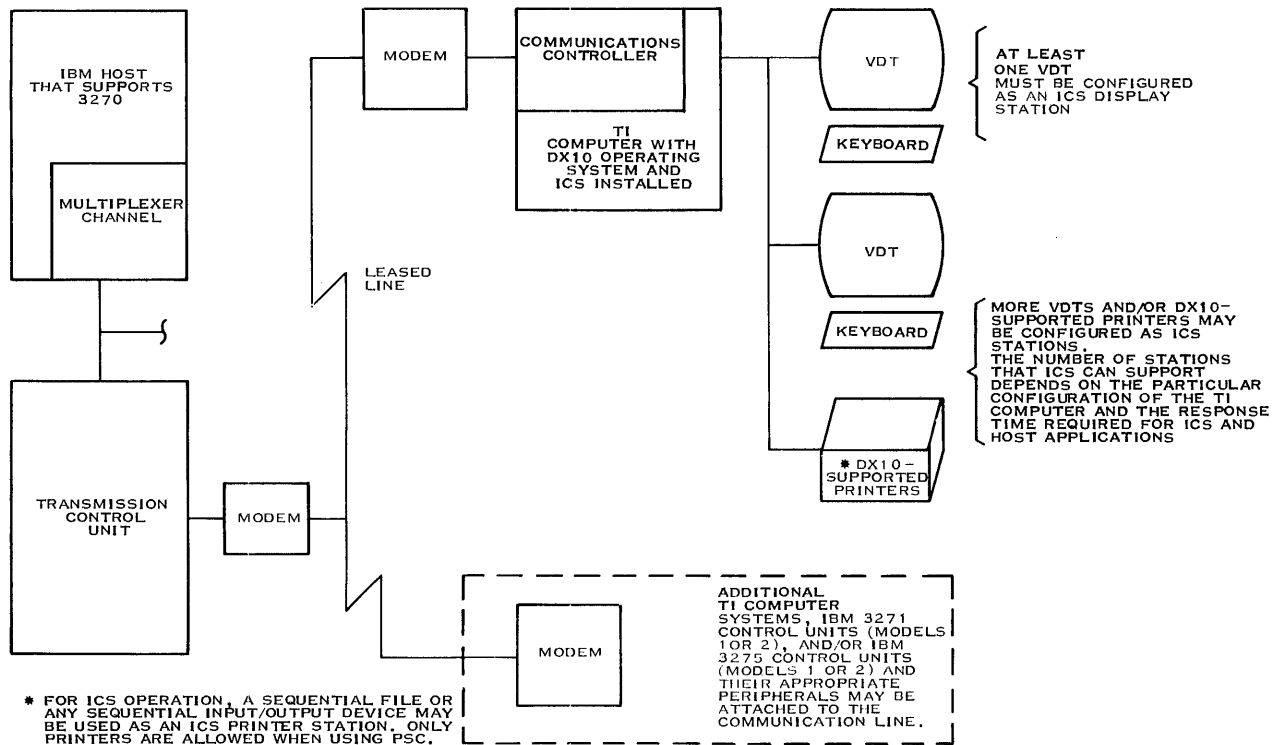 IBM HOST
THAT SUPPORTS
3270
MULTIPLEXER
CHANNEL
TRANSMISSION
CONTROL
UNIT
MODEM
LEASED
LINE
MODEM
COMMUNICATIONS
CONTROLLER
TI
COMPUTER WITH
DX10 OPERATING
SYSTEM AND
ICS INSTALLED
VDT
KEYBOARD
AT LEAST
ONE VDT
MUST BE CONFIGURED
AS AN ICS DISPLAY
STATION
VDT
KEYBOARD
* DX10-
SUPPORTED
PRINTERS
MORE VDTS AND/OR DX10-
SUPPORTED PRINTERS MAY
BE CONFIGURED AS ICS
STATIONS.
THE NUMBER OF STATIONS
THAT ICS CAN SUPPORT
DEPENDS ON THE PARTICULAR
CONFIGURATION OF THE TI
COMPUTER AND THE RESPONSE
TIME REQUIRED FOR ICS AND
HOST APPLICATIONS
MODEM
ADDITIONAL
TI COMPUTER
SYSTEMS, IBM 3271
CONTROL UNITS (MODELS
1 OR 2), AND/OR IBM
3275 CONTROL UNITS
(MODELS 1 OR 2) AND
THEIR APPROPRIATE
PERIPHERALS MAY BE
ATTACHED TO THE
COMMUNICATION LINE.
* FOR ICS OPERATION, A SEQUENTIAL FILE OR
ANY SEQUENTIAL INPUT/OUTPUT DEVICE MAY
BE USED AS AN ICS PRINTER STATION. ONLY
PRINTERS ARE ALLOWED WHEN USING PSC.